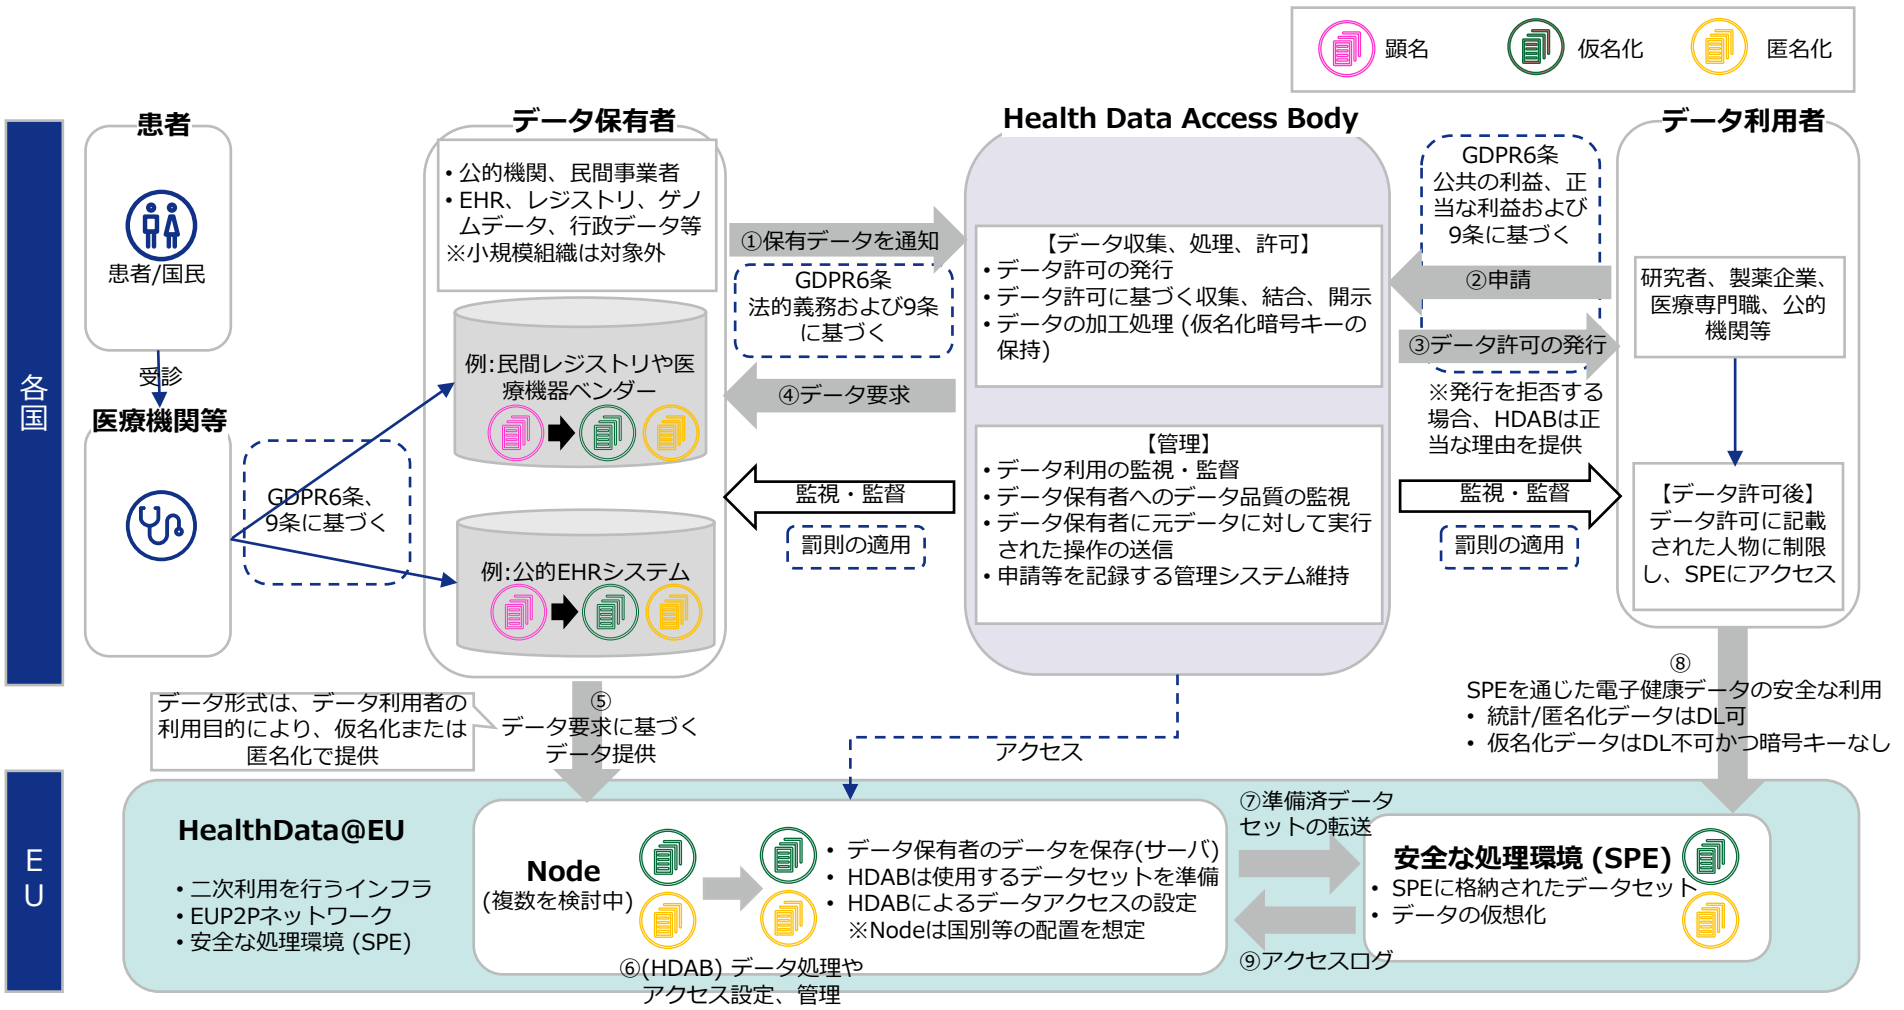 顕名
仮名化
匿名化
各国
患者
患者/国民
受診
医療機関等
GDPR6条、
9条に基づく
データ保有者
• 公的機関、民間事業者
• EHR、レジストリ、ゲノ
ムデータ、行政データ等
※小規模組織は対象外
例:民間レジストリや医
療機器ベンダー
例:公的EHRシステム
①保有データを通知
GDPR6条
法的義務および9条
に基づく
④データ要求
監視・監督
罰則の適用
Health Data Access Body
【データ収集、処理、許可】
• データ許可の発行
• データ許可に基づく収集、結合、開示
• データの加工処理 (仮名化暗号キーの
保持)
【管理】
• データ利用の監視・監督
• データ保有者へのデータ品質の監視
• データ保有者に元データに対して実行
された操作の送信
• 申請等を記録する管理システム維持
GDPR6条
公共の利益、正
当な利益および
9条に基づく
②申請
③データ許可の発行
※発行を拒否する
場合、HDABは正
当な理由を提供
監視・監督
罰則の適用
データ利用者
研究者、製薬企業、
医療専門職、公的
機関等
【データ許可後】
データ許可に記載
された人物に制限
し、SPEにアクセス
データ形式は、データ利用者の
利用目的により、仮名化または
匿名化で提供
⑤
データ要求に基づく
データ提供
アクセス
⑧
SPEを通じた電子健康データの安全な利用
• 統計/匿名化データはDL可
• 仮名化データはDL不可かつ暗号キーなし
EU
HealthData@EU
• 二次利用を行うインフラ
• EUP2Pネットワーク
• 安全な処理環境 (SPE)
Node
(複数を検討中)
• データ保有者のデータを保存(サーバ)
• HDABは使用するデータセットを準備
• HDABによるデータアクセスの設定
※Nodeは国別等の配置を想定
⑥(HDAB) データ処理や
アクセス設定、管理
⑦準備済データ
セットの転送
⑨アクセスログ
安全な処理環境 (SPE)
• SPEに格納されたデータセット
• データの仮想化